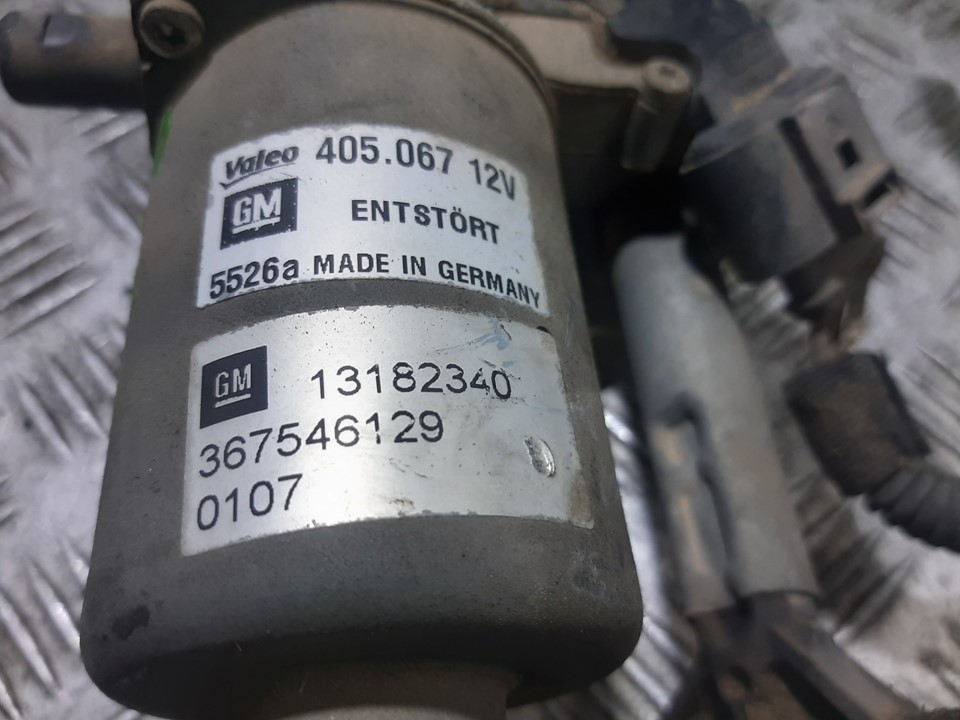 Valeo 405.067 12V
GM ENTSTÖRT
5526a MADE IN GERMANY
GM 13182340
367546129
0107